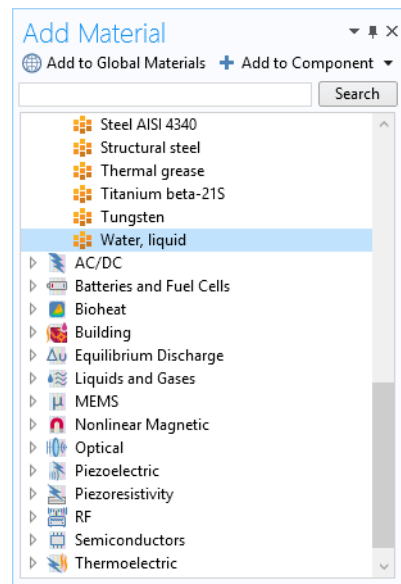 Add Material
Add to Global Materials + Add to Component
Search
Steel AISI 4340
Structural steel
Thermal grease
Titanium beta-21S
Tungsten
Water, liquid
AC/DC
Batteries and Fuel Cells
Bioheat
Building
Δυ Equilibrium Discharge
Liquids and Gases
μ MEMS
Nonlinear Magnetic
Optical
Piezoelectric
Piezoresistivity
RF
Semiconductors
Thermoelectric